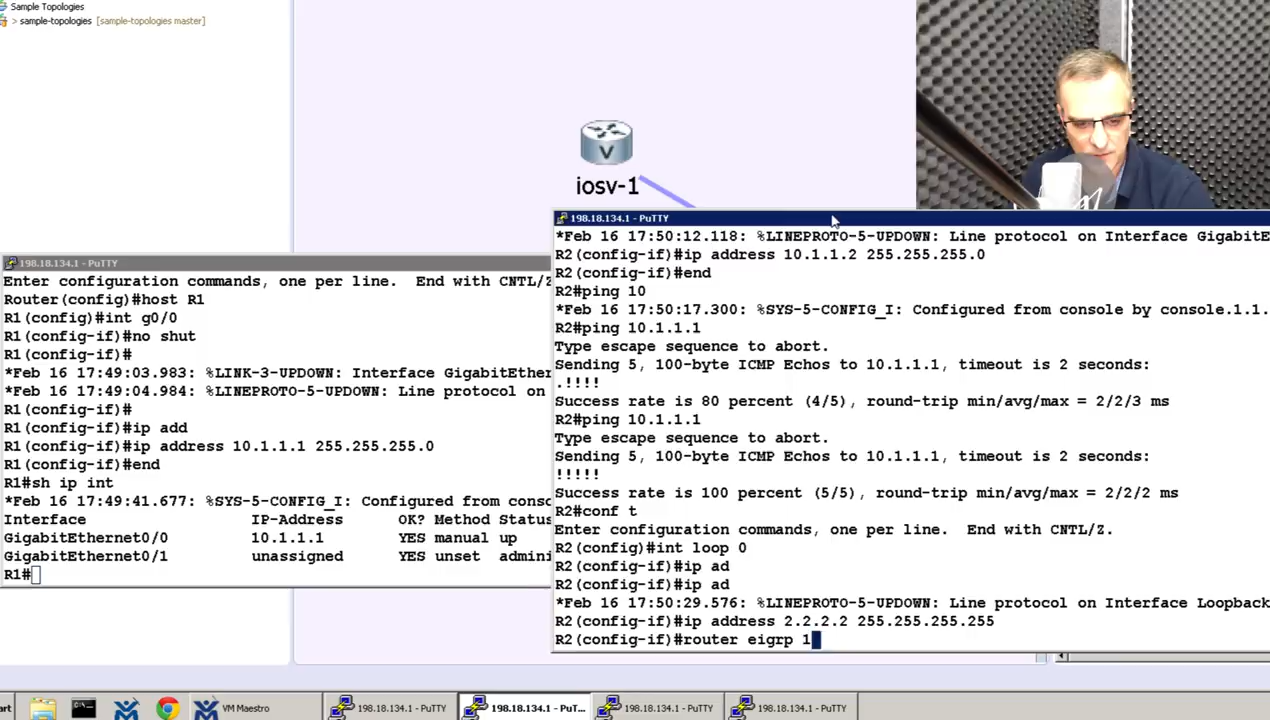 Sample Topologies
> sample-topologies [sample-topologies master]
V
iosv-1
198.18.134.1 - PuTTY
Enter configuration commands, one per line.  End with CNTL/Z
Router(config)#host R1
R1(config)#int g0/0
R1(config-if)#no shut
R1(config-if)#
*Feb 16 17:49:03.983: %LINK-3-UPDOWN: Interface GigabitEther
*Feb 16 17:49:04.984: %LINEPROTO-5-UPDOWN: Line protocol on
R1(config-if)#
R1(config-if)#ip add
R1(config-if)#ip address 10.1.1.1 255.255.255.0
R1(config-if)#end
R1#sh ip int
*Feb 16 17:49:41.677: %SYS-5-CONFIG_I: Configured from conso
Interface IP-Address OK? Method Status
GigabitEthernet0/0 10.1.1.1 YES manual up
GigabitEthernet0/1 unassigned YES unset admini
R1#
198.18.134.1 - PuTTY
*Feb 16 17:50:12.118: %LINEPROTO-5-UPDOWN: Line protocol on Interface GigabitE
R2(config-if)#ip address 10.1.1.2 255.255.255.0
R2(config-if)#end
R2#ping 10
*Feb 16 17:50:17.300: %SYS-5-CONFIG_I: Configured from console by console.1.1.
R2#ping 10.1.1.1
Type escape sequence to abort.
Sending 5, 100-byte ICMP Echos to 10.1.1.1, timeout is 2 seconds:
.!!!!
Success rate is 80 percent (4/5), round-trip min/avg/max = 2/2/3 ms
R2#ping 10.1.1.1
Type escape sequence to abort.
Sending 5, 100-byte ICMP Echos to 10.1.1.1, timeout is 2 seconds:
!!!!!
Success rate is 100 percent (5/5), round-trip min/avg/max = 2/2/2 ms
R2#conf t
Enter configuration commands, one per line.  End with CNTL/Z.
R2(config)#int loop 0
R2(config-if)#ip ad
R2(config-if)#ip ad
*Feb 16 17:50:29.576: %LINEPROTO-5-UPDOWN: Line protocol on Interface Loopback
R2(config-if)#ip address 2.2.2.2 255.255.255.255
R2(config-if)#router eigrp 1
art
VM Maestro
198.18.134.1 - PuTTY
198.18.134.1 - PuT...
198.18.134.1 - PuTTY
198.18.134.1 - PuTTY